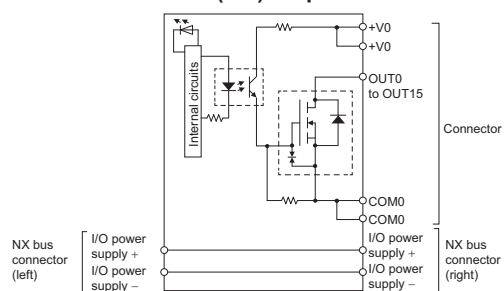 +V0
+V0
OUT0
to OUT15
Internal circuits
Connector
COM0
COM0
NX bus
connector
(left)
I/O power
supply +
I/O power
supply −
I/O power
supply +
I/O power
supply −
NX bus
connector
(right)